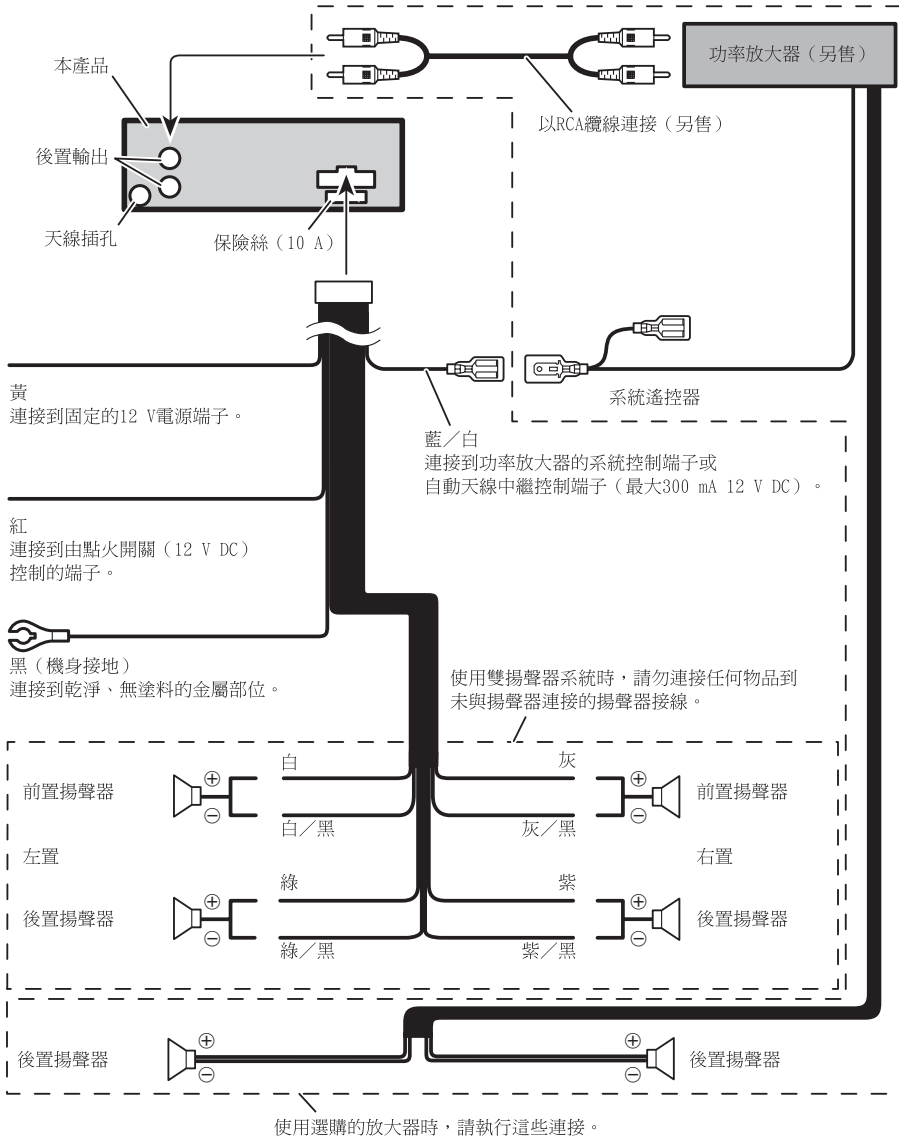 功率放大器（另售）
本產品
以RCA纜線連接（另售）
後置輸出
天線插孔
保險絲（10 A）
系統遙控器
黃
連接到固定的12 V電源端子。
藍／白
連接到功率放大器的系統控制端子或
自動天線中繼控制端子（最大300 mA 12 V DC）。
紅
連接到由點火開關（12 V DC）
控制的端子。
黑（機身接地）
連接到乾淨、無塗料的金屬部位。
使用雙揚聲器系統時，請勿連接任何物品到
未與揚聲器連接的揚聲器接線。
白
灰
前置揚聲器
⊕
⊕
前置揚聲器
⊖
⊖
白／黑
灰／黑
左置
右置
綠
紫
後置揚聲器
⊕
⊕
後置揚聲器
⊖
⊖
綠／黑
紫／黑
後置揚聲器
⊕
⊕
後置揚聲器
⊖
⊖
使用選購的放大器時，請執行這些連接。